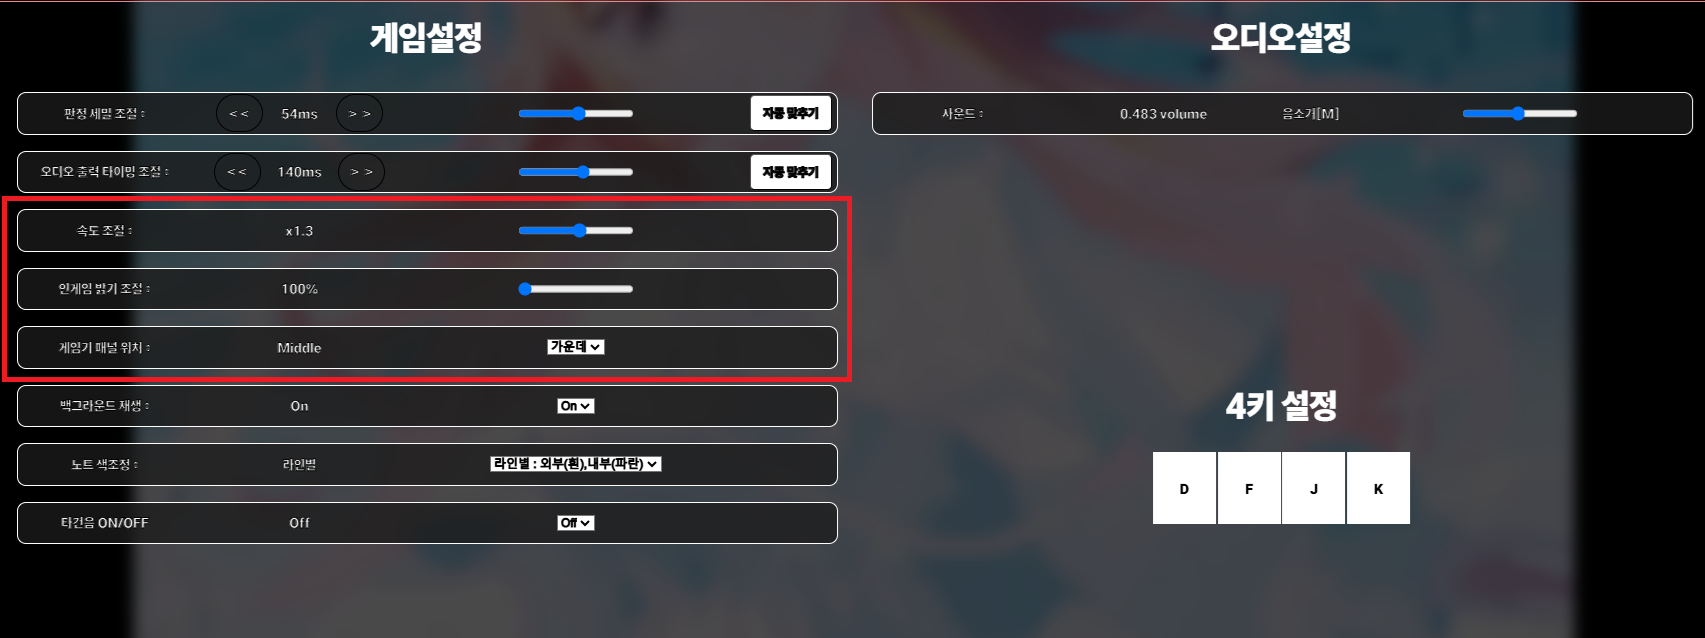 게임설정
판정 세밀 조절 :
<<
54ms
>>
자동 맞추기
오디오 출력 타이밍 조절 :
<<
140ms
>>
자동 맞추기
속도 조절 :
x1.3
인게임 밝기 조절 :
100%
게임기 패널 위치 :
Middle
가운데
백그라운드 재생 :
On
On
노트 색조정 :
라인별
라인별 : 외부(흰),내부(파란)
타건음 ON/OFF
Off
Off
오디오설정
사운드 :
0.483 volume
음소거[M]
4키 설정
D
F
J
K